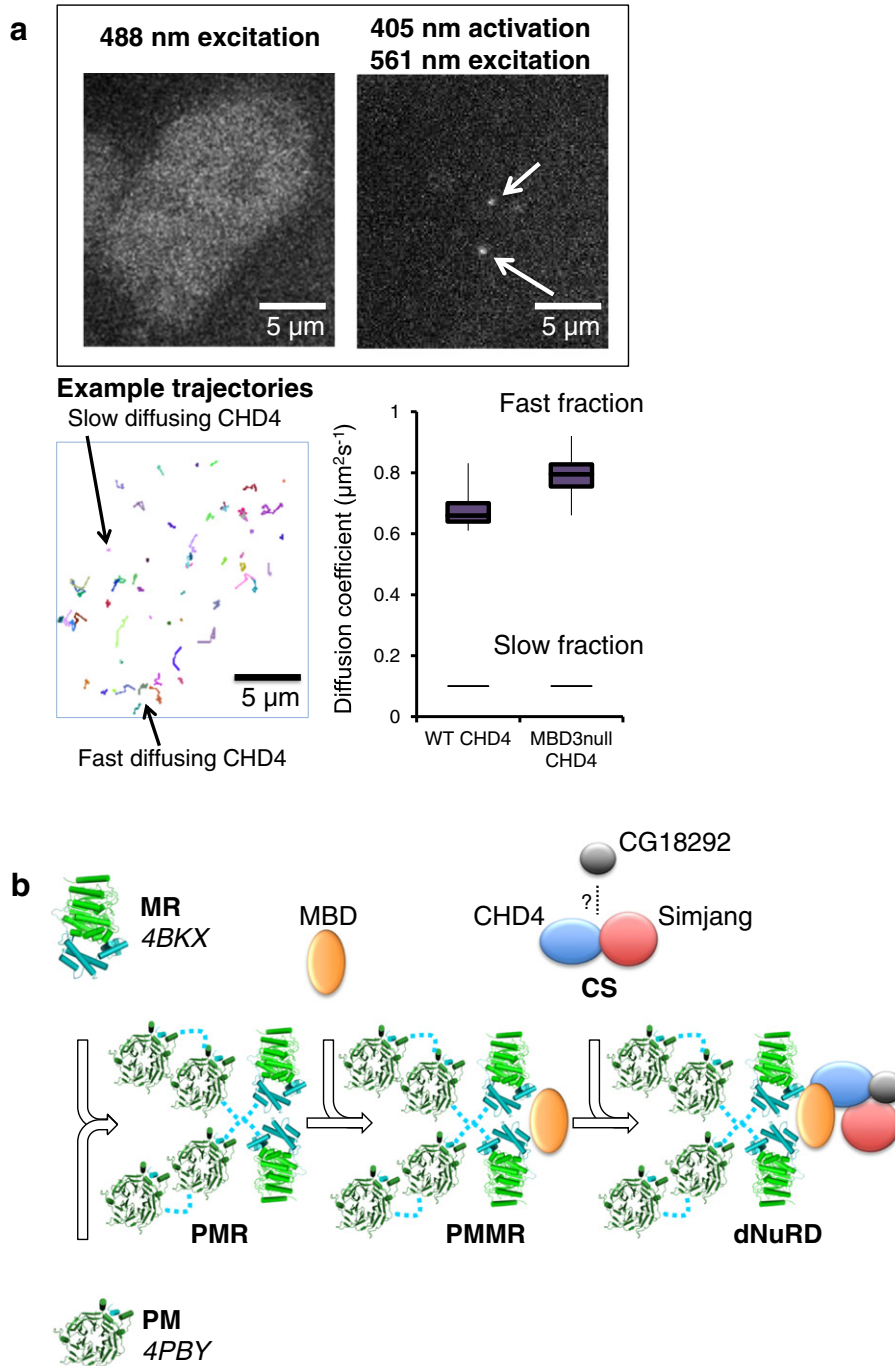 a
488 nm excitation
405 nm activation
561 nm excitation
5 µm
5 µm
Example trajectories
Slow diffusing CHD4
5 µm
Fast diffusing CHD4
Diffusion coefficient (µm²s⁻¹)
1
0.8
0.6
0.4
0.2
0
Fast fraction
Slow fraction
WT CHD4
MBD3null
CHD4
b
MR
4BKX
MBD
CG18292
?
CHD4
Simjang
CS
PMR
PMMR
dNuRD
PM
4PBY